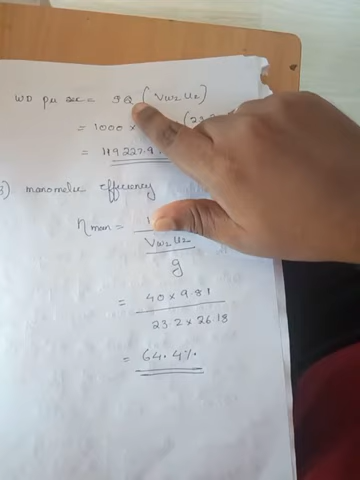 WD per sec = ρQ (Vw₂ U₂)
= 1000 ×
= 119227.9
3) manometric efficiency
η man =
Vw₂ U₂
g
= 40 × 9.81
23.2 × 26.18
= 64.4%.